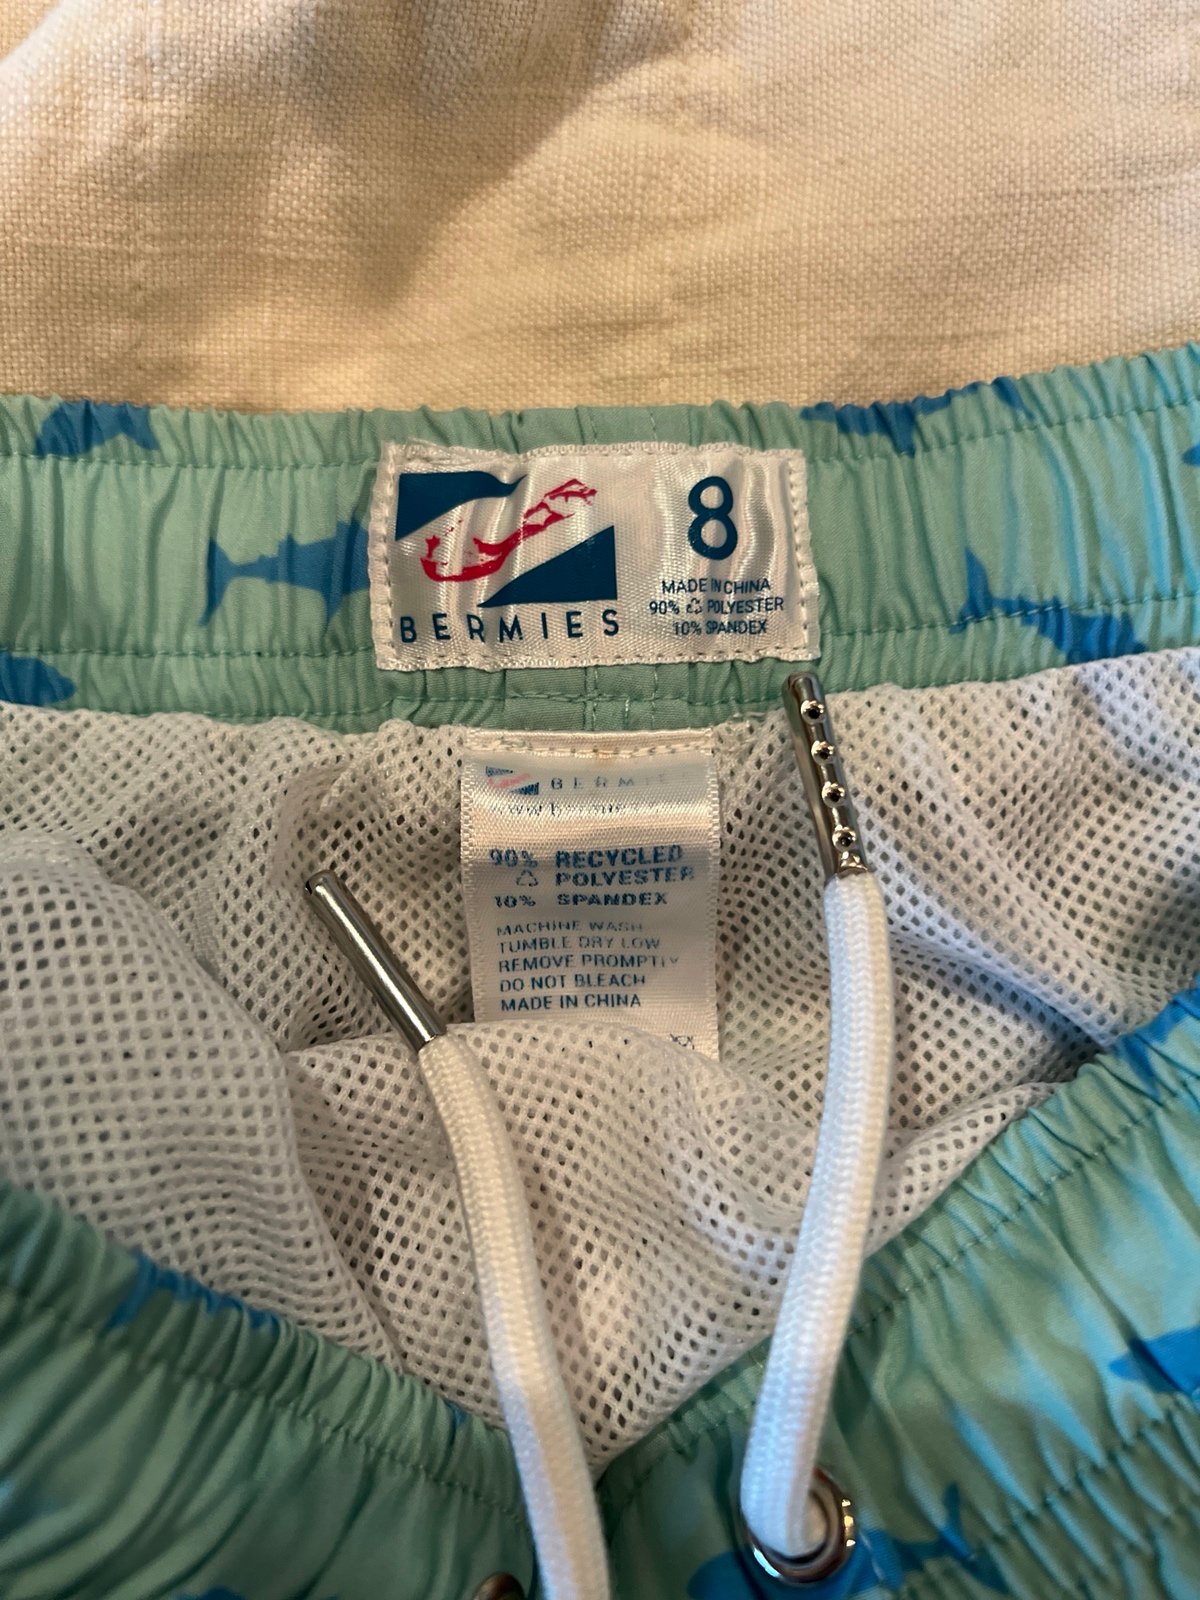 8
MADE IN CHINA
90% ♲ POLYESTER
10% SPANDEX
BERMIES
BERMIE
90% RECYCLED
♲ POLYESTER
10% SPANDEX
MACHINE WASH
TUMBLE DRY LOW
REMOVE PROMPTLY
DO NOT BLEACH
MADE IN CHINA